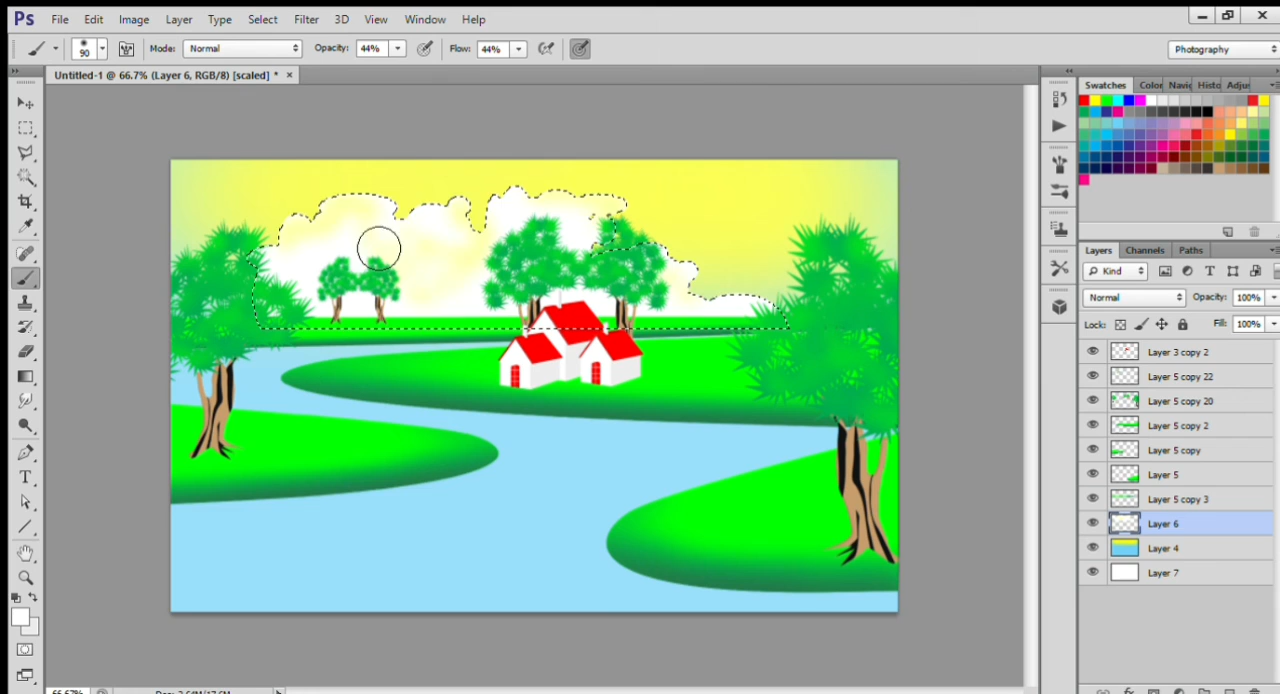 Ps File Edit Image Layer Type Select Filter 3D View Window Help
90 Mode: Normal Opacity: 44% Flow: 44% Photography
Untitled-1 @ 66.7% (Layer 6, RGB/8) [scaled] * ×
Swatches Color Navi Histo Adjus
Layers Channels Paths
Kind
Normal Opacity: 100%
Lock: Fill: 100%
Layer 3 copy 2
Layer 5 copy 22
Layer 5 copy 20
Layer 5 copy 2
Layer 5 copy
Layer 5
Layer 5 copy 3
Layer 6
Layer 4
Layer 7
66.67%